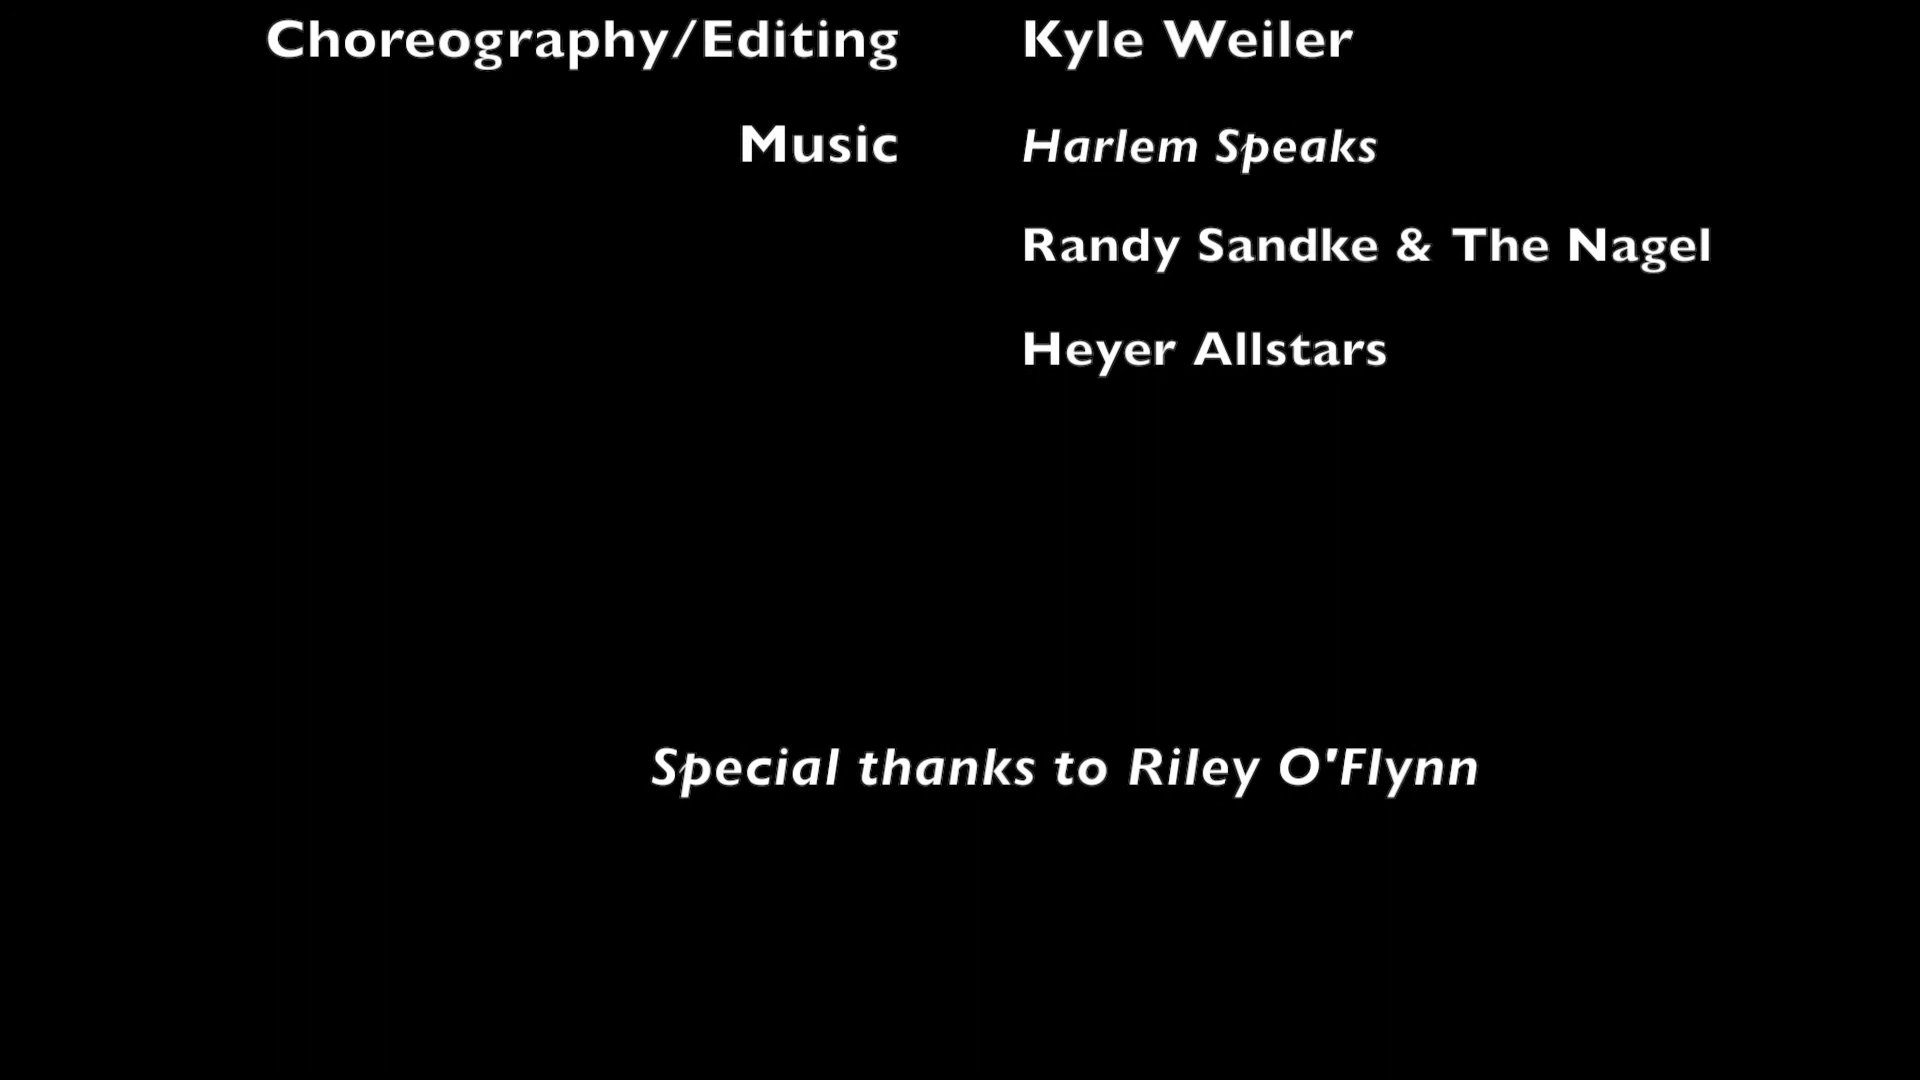 Choreography/Editing Kyle Weiler
Music Harlem Speaks
Randy Sandke & The Nagel
Heyer Allstars
Special thanks to Riley O'Flynn